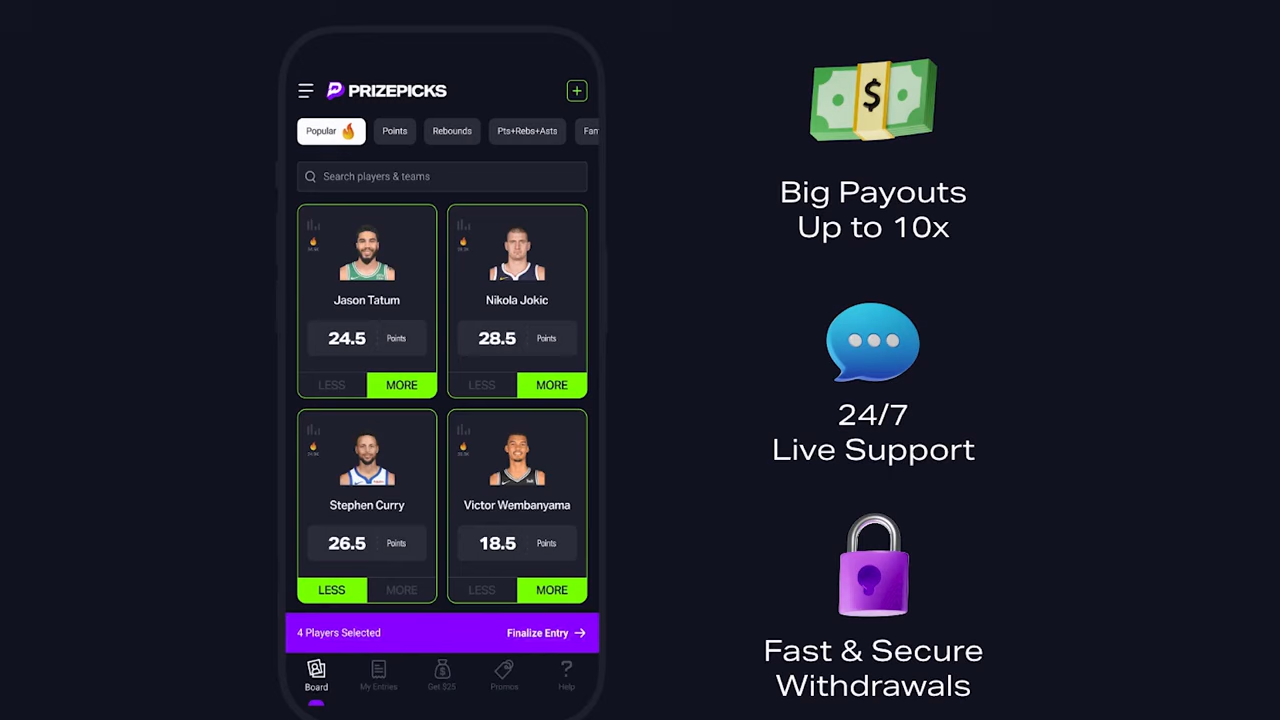 PRIZEPICKS
Popular
Points
Rebounds
Pts+Rebs+Asts
Search players & teams
Jason Tatum
24.5 Points
LESS MORE
Nikola Jokic
28.5 Points
LESS MORE
Stephen Curry
26.5 Points
LESS MORE
Victor Wembanyama
18.5 Points
LESS MORE
4 Players Selected
Finalize Entry
Board
My Entries
Get $25
Promos
Help
$
Big Payouts
Up to 10x
24/7
Live Support
Fast & Secure
Withdrawals